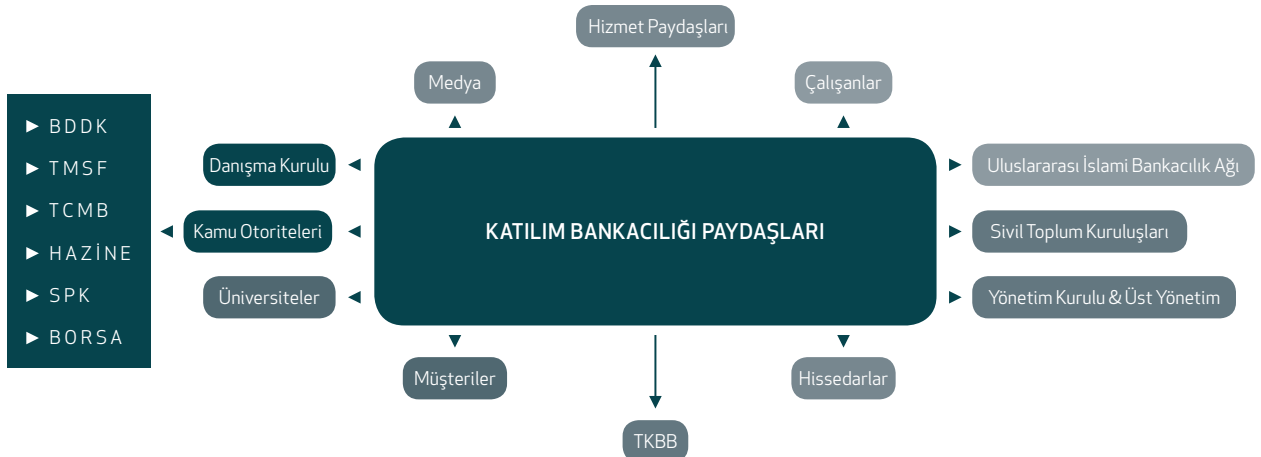 Hizmet Paydaşları
Medya
Çalışanlar
► BDDK
► TMSF
► TCMB
► HAZİNE
► SPK
► BORSA
Danışma Kurulu
Kamu Otoriteleri
Üniversiteler
KATILIM BANKACILIĞI PAYDAŞLARI
Uluslararası İslami Bankacılık Ağı
Sivil Toplum Kuruluşları
Yönetim Kurulu & Üst Yönetim
Müşteriler
Hissedarlar
TKBB